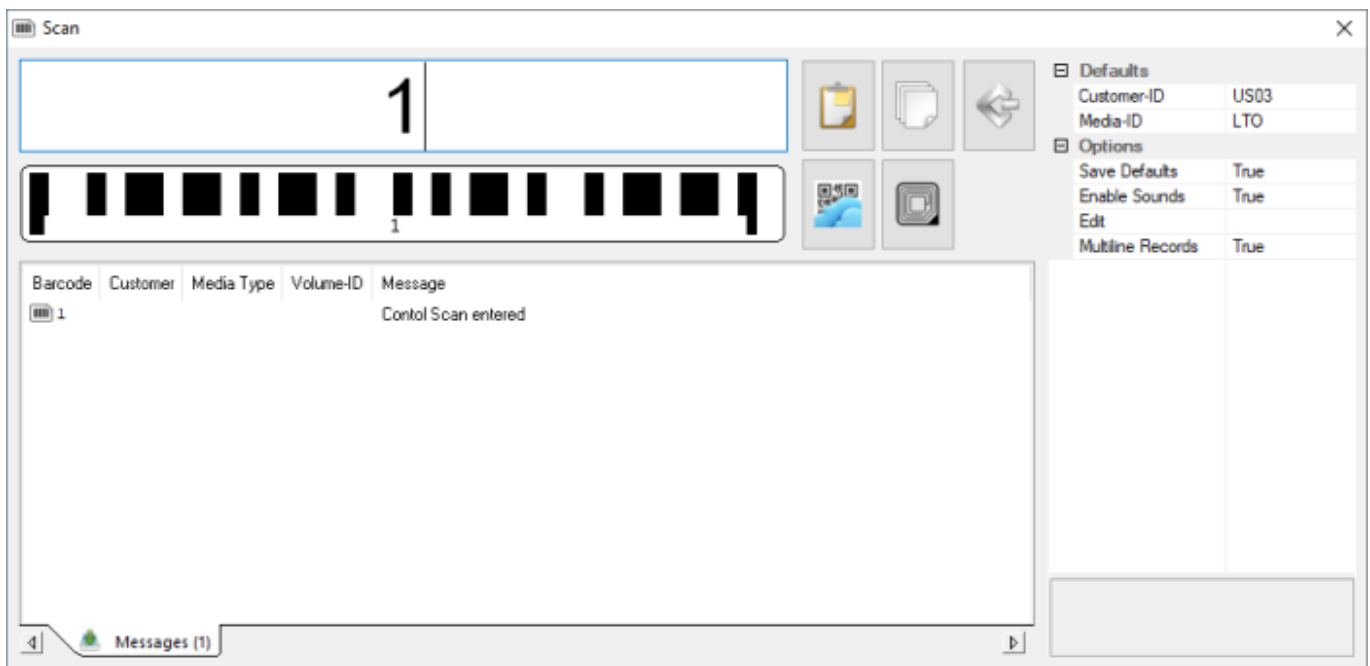 Scan
1
1
Barcode Customer Media Type Volume-ID Message
1 Contol Scan entered
Messages (1)
Defaults
Customer-ID US03
Media-ID LTO
Options
Save Defaults True
Enable Sounds True
Edit
Multiline Records True